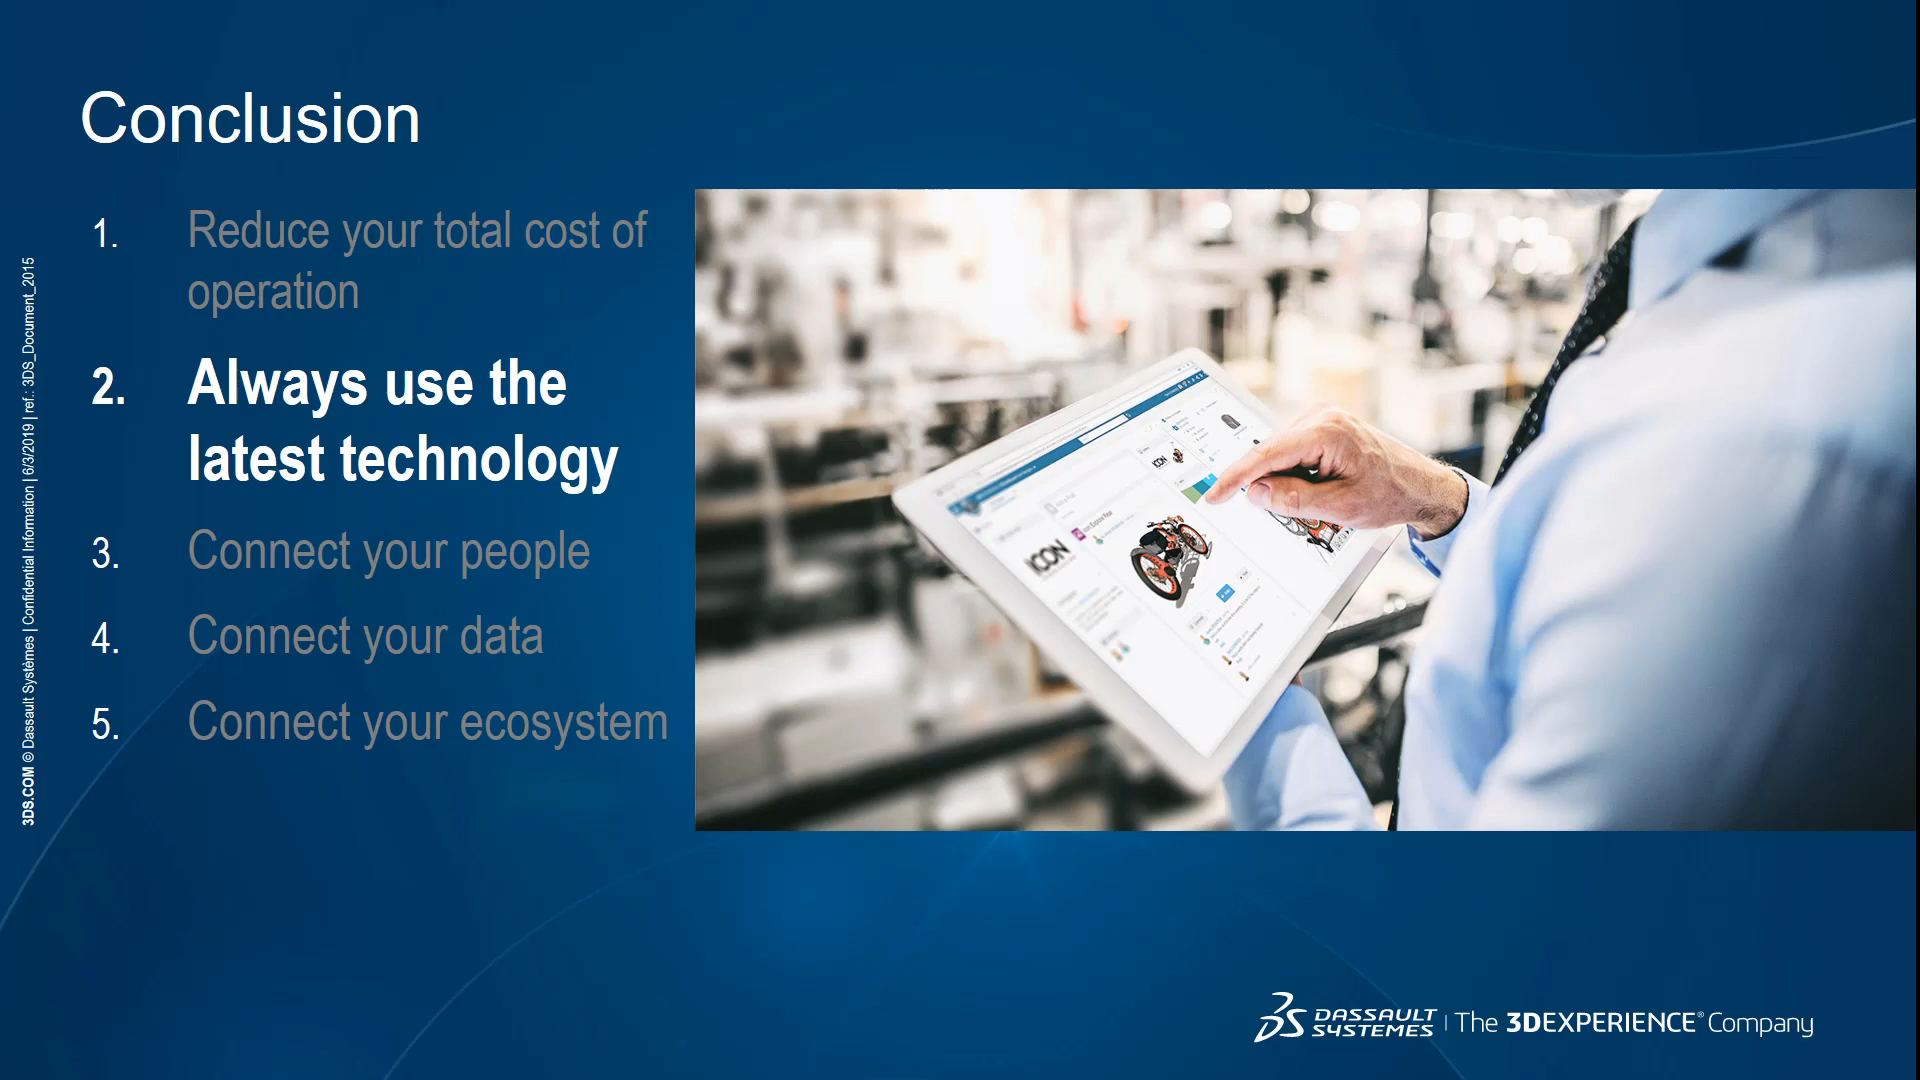 Conclusion
1. Reduce your total cost of
operation
2. Always use the
latest technology
3. Connect your people
4. Connect your data
5. Connect your ecosystem
3DS.COM © Dassault Systèmes | Confidential Information | 6/3/2019 | ref.: 3DS_Document_2015
ICON
ICON
DASSAULT
SYSTEMES | The 3DEXPERIENCE® Company